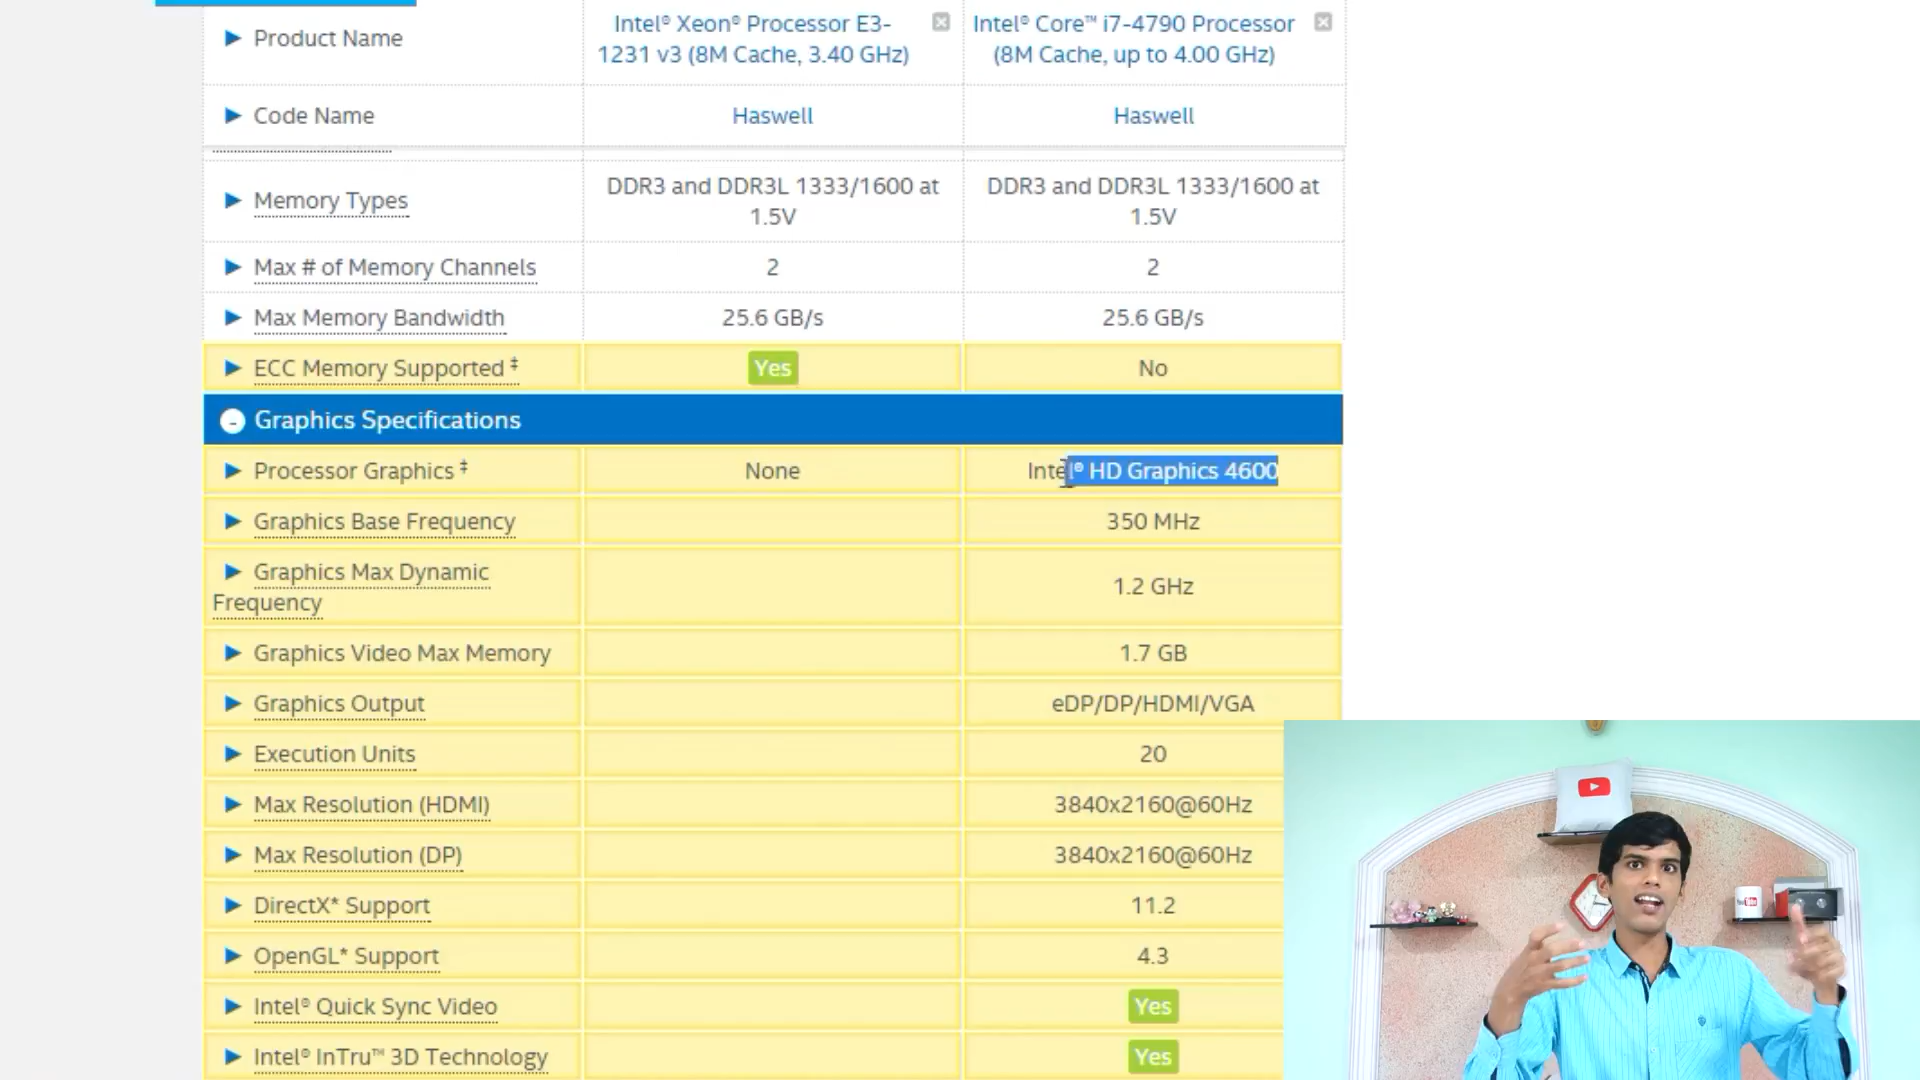 Product Name
Intel® Xeon® Processor E3-
1231 v3 (8M Cache, 3.40 GHz)
Intel® Core™ i7-4790 Processor
(8M Cache, up to 4.00 GHz)
Code Name
Haswell
Haswell
Memory Types
DDR3 and DDR3L 1333/1600 at
1.5V
DDR3 and DDR3L 1333/1600 at
1.5V
Max # of Memory Channels
2
2
Max Memory Bandwidth
25.6 GB/s
25.6 GB/s
ECC Memory Supported ‡
Yes
No
Graphics Specifications
Processor Graphics ‡
None
Intel® HD Graphics 4600
Graphics Base Frequency
350 MHz
Graphics Max Dynamic
Frequency
1.2 GHz
Graphics Video Max Memory
1.7 GB
Graphics Output
eDP/DP/HDMI/VGA
Execution Units
20
Max Resolution (HDMI)
3840x2160@60Hz
Max Resolution (DP)
3840x2160@60Hz
DirectX* Support
11.2
OpenGL* Support
4.3
Intel® Quick Sync Video
Yes
Intel® InTru™ 3D Technology
Yes